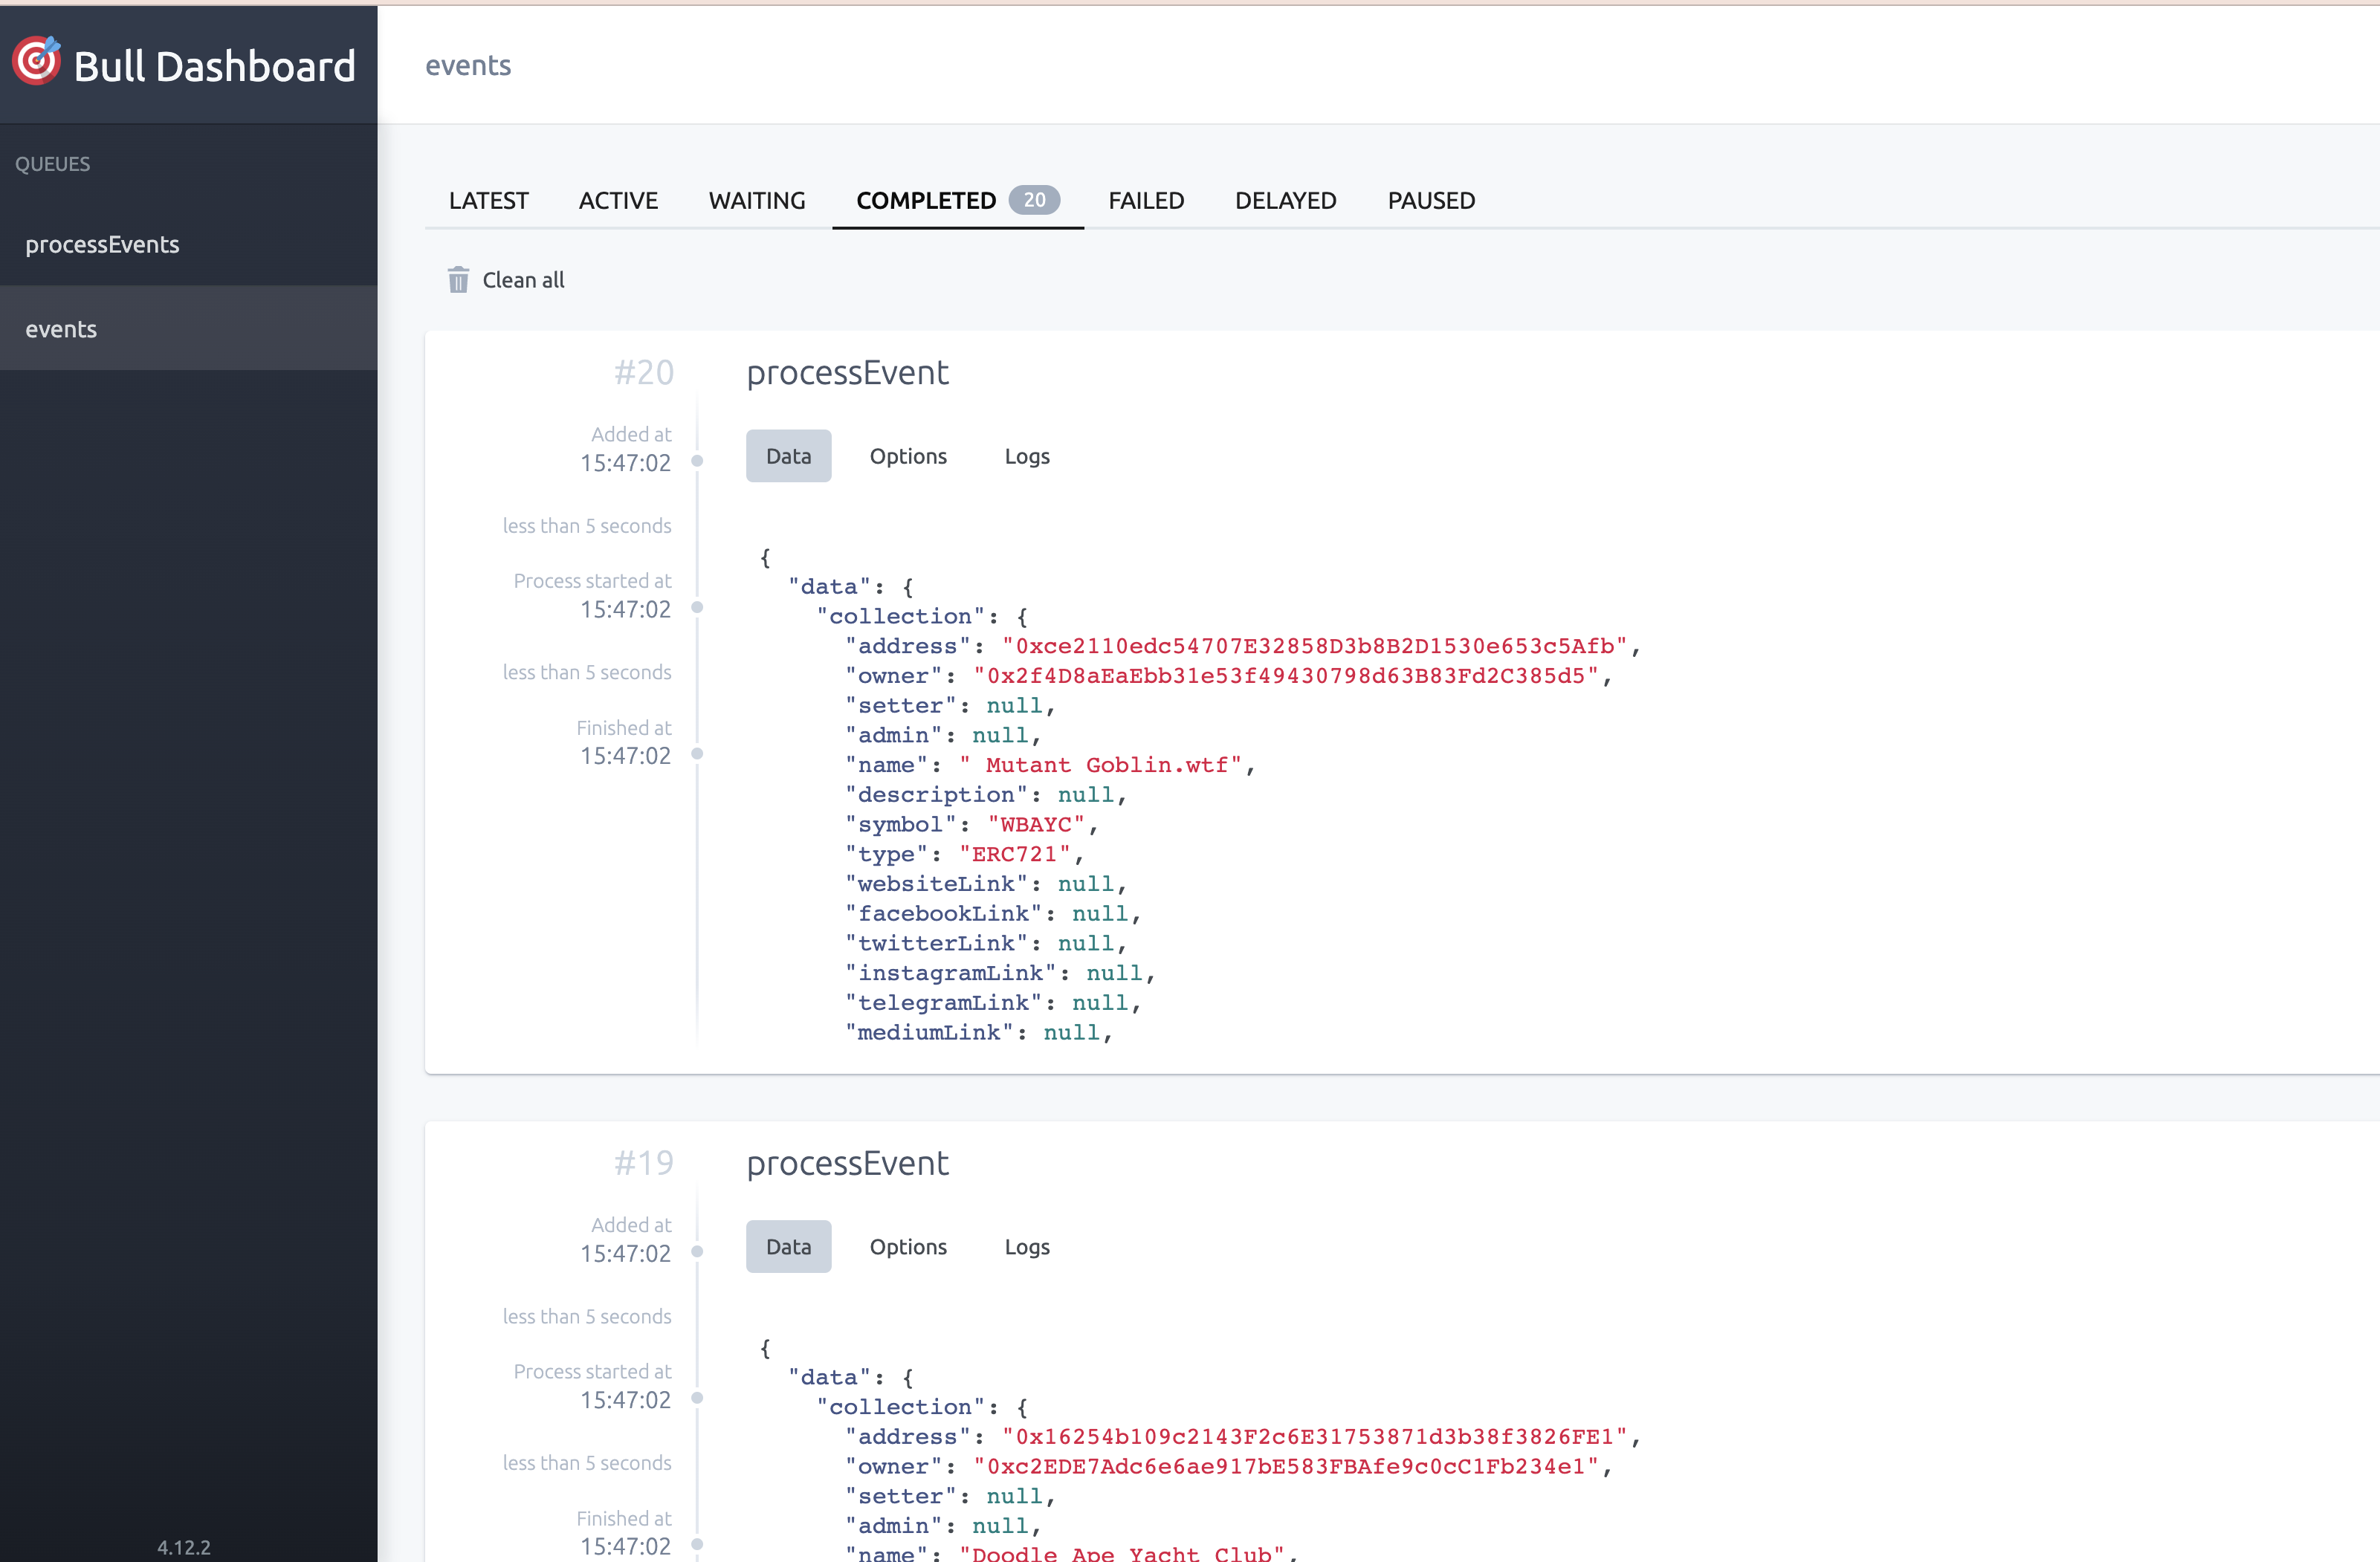 Bull Dashboard
QUEUES
processEvents
events
4.12.2
events
LATEST ACTIVE WAITING COMPLETED 20 FAILED DELAYED PAUSED
Clean all
#20
processEvent
Added at
15:47:02
less than 5 seconds
Process started at
15:47:02
less than 5 seconds
Finished at
15:47:02
Data Options Logs
{
"data": {
"collection": {
"address": "0xce2110edc54707E32858D3b8B2D1530e653c5Afb",
"owner": "0x2f4D8aEaEbb31e53f49430798d63B83Fd2C385d5",
"setter": null,
"admin": null,
"name": " Mutant Goblin.wtf",
"description": null,
"symbol": "WBAYC",
"type": "ERC721",
"websiteLink": null,
"facebookLink": null,
"twitterLink": null,
"instagramLink": null,
"telegramLink": null,
"mediumLink": null,
#19
processEvent
Added at
15:47:02
less than 5 seconds
Process started at
15:47:02
less than 5 seconds
Finished at
15:47:02
Data Options Logs
{
"data": {
"collection": {
"address": "0x16254b109c2143F2c6E31753871d3b38f3826FE1",
"owner": "0xc2EDE7Adc6e6ae917bE583FBAfe9c0cC1Fb234e1",
"setter": null,
"admin": null,
"name": "Doodle Ape Yacht Club",